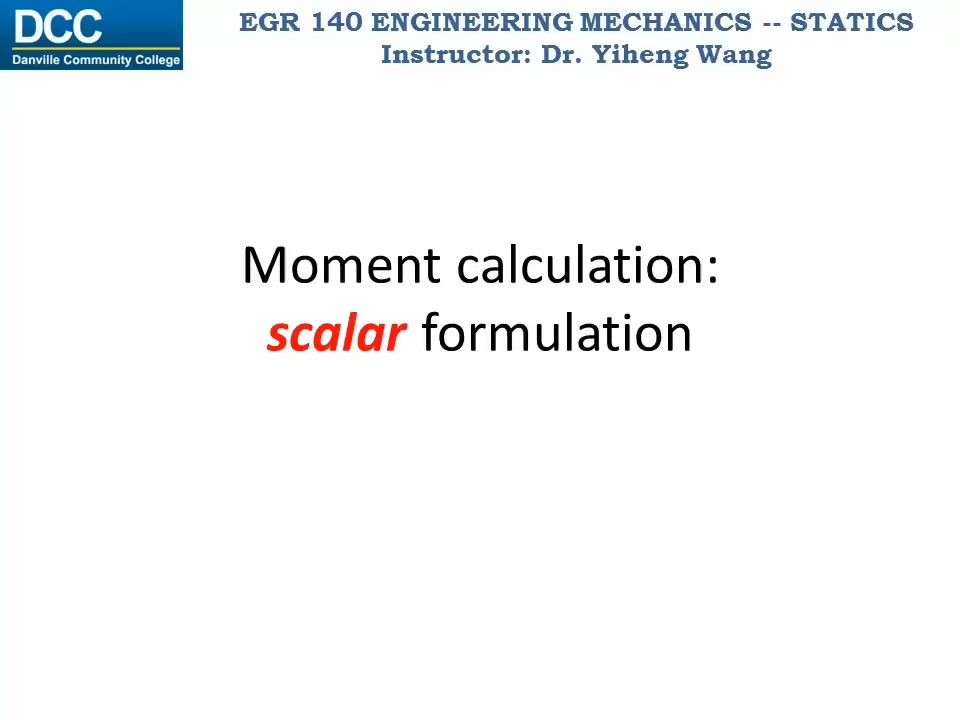 DCC
Danville Community College
EGR 140 ENGINEERING MECHANICS -- STATICS
Instructor: Dr. Yiheng Wang
Moment calculation:
scalar formulation